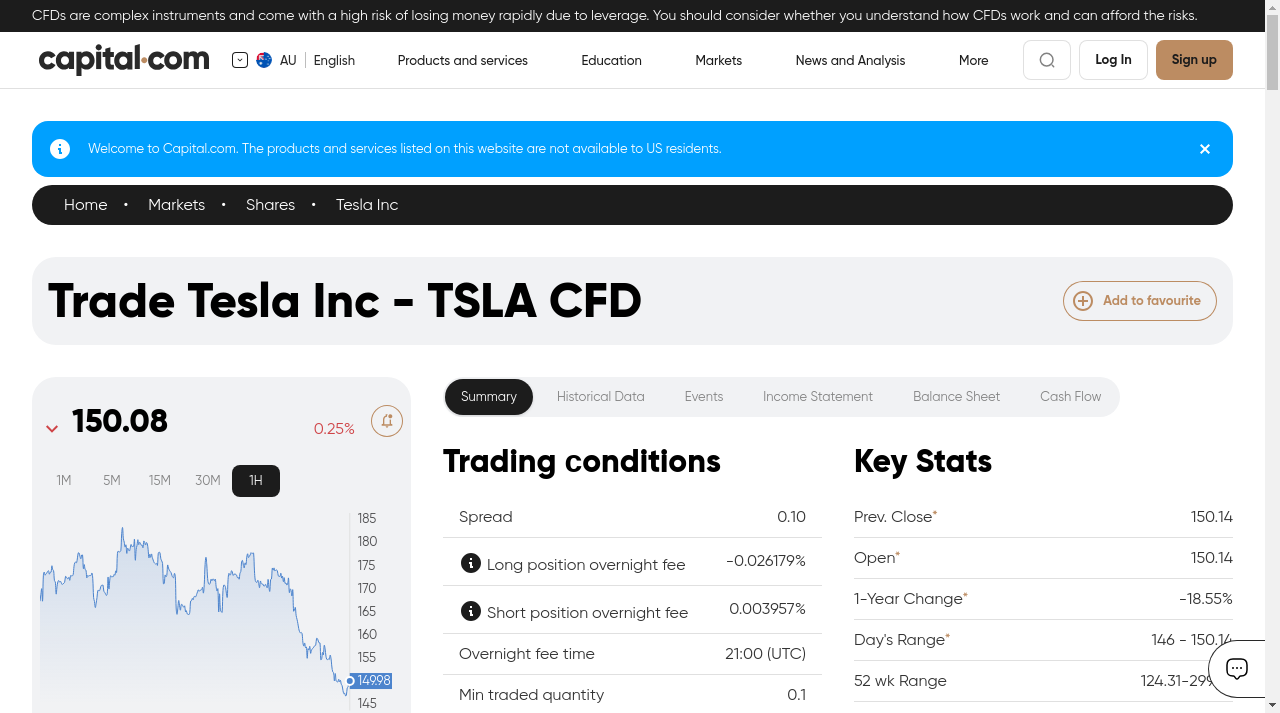 CFDs are complex instruments and come with a high risk of losing money rapidly due to leverage. You should consider whether you understand how CFDs work and can afford the risks.
capital.com AU English Products and services Education Markets News and Analysis More Log In Sign up
Welcome to Capital.com. The products and services listed on this website are not available to US residents.
Home • Markets • Shares • Tesla Inc
Trade Tesla Inc - TSLA CFD
Add to favourite
150.08
0.25%
1M 5M 15M 30M 1H
185
180
175
170
165
160
155
149.98
145
Summary Historical Data Events Income Statement Balance Sheet Cash Flow
Trading conditions
Spread 0.10
Long position overnight fee -0.026179%
Short position overnight fee 0.003957%
Overnight fee time 21:00 (UTC)
Min traded quantity 0.1
Key Stats
Prev. Close* 150.14
Open* 150.14
1-Year Change* -18.55%
Day's Range* 146 - 150.14
52 wk Range